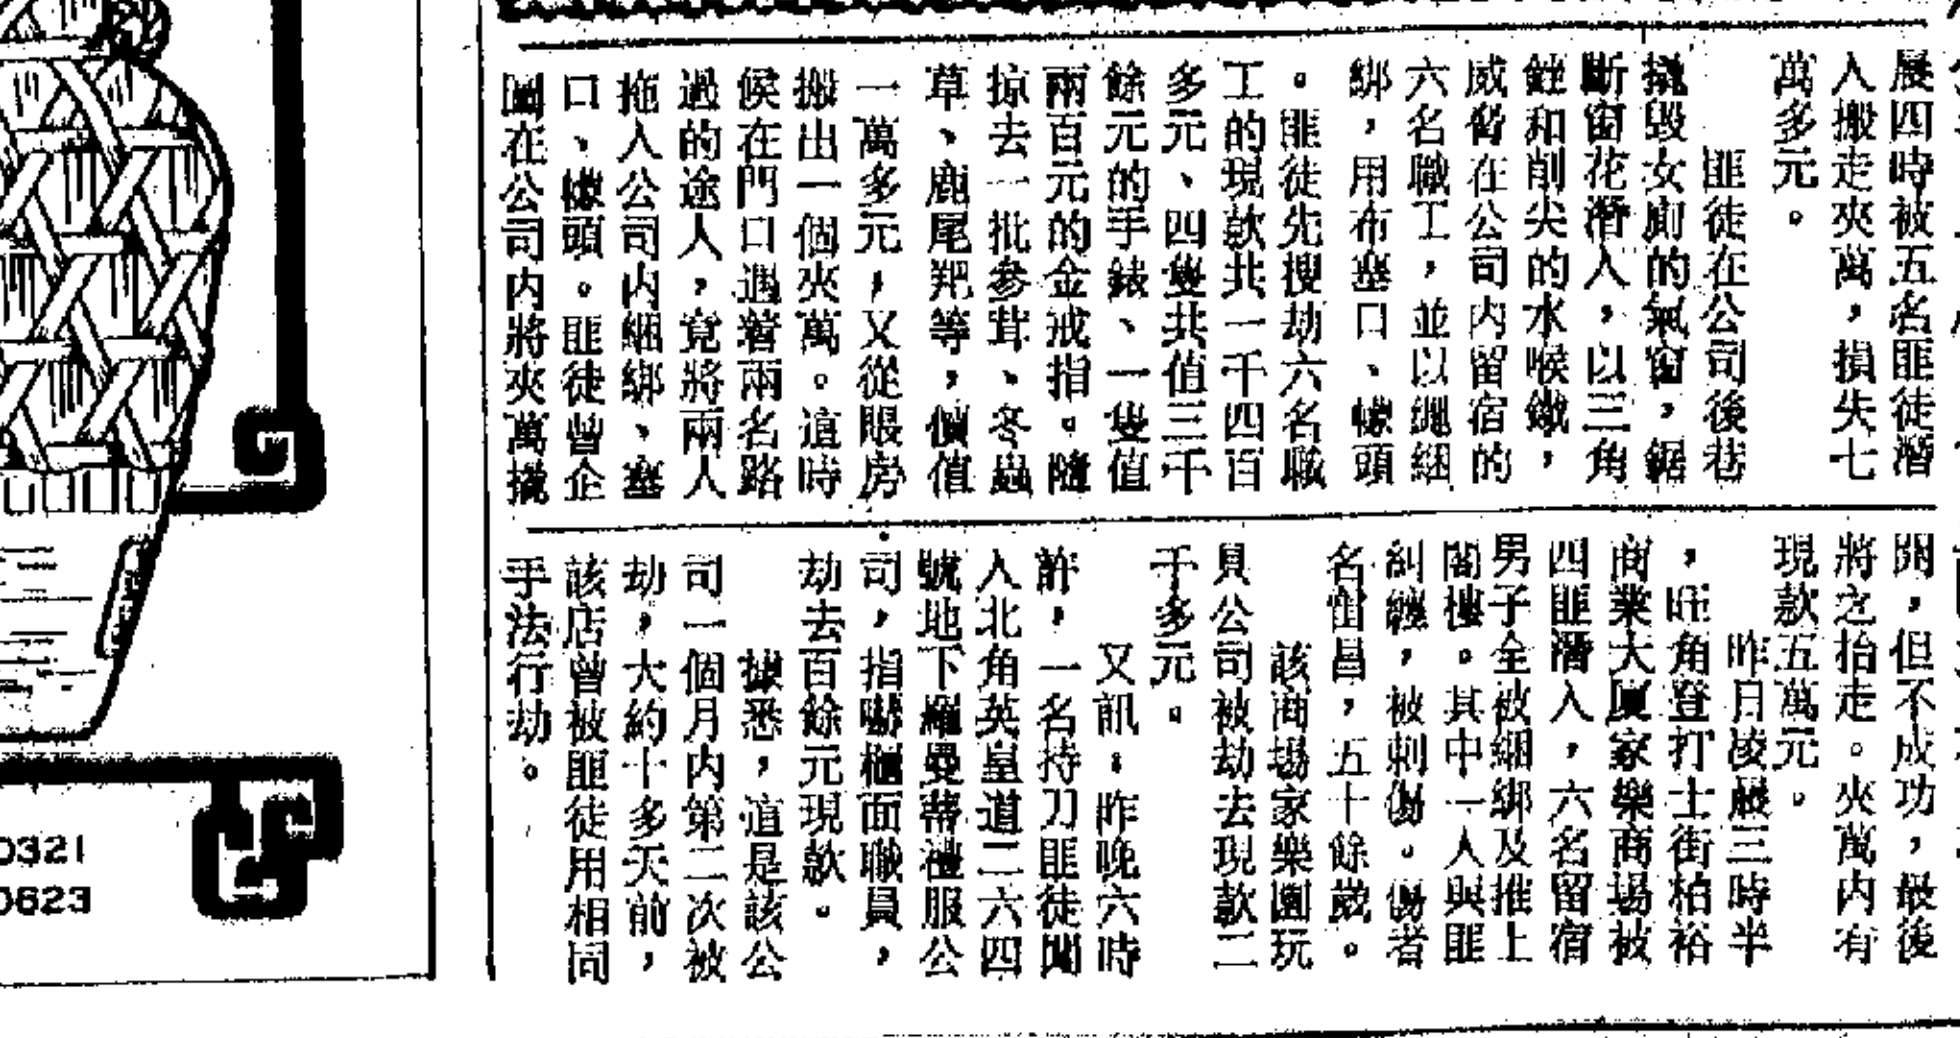 晨四時被五名匪徒潛
入搬走夾萬，損失七
萬多元。
匪徒在公司後巷
撬毀女廁的氣窗，鋸
斷窗花潛入，以三角
銼和削尖的水喉鐵，
威脅在公司內留宿的
六名職工，並以繩綑
綁，用布塞口、幪頭
。匪徒先搜劫六名職
工的現款共一千四百
多元、四隻共值三千
餘元的手錶、一隻值
兩百元的金戒指。隨
掠去一批參茸、冬蟲
草、鹿尾羓等，價值
一萬多元，又從賬房
搬出一個夾萬。這時
候在門口遇着兩名路
過的途人，竟將兩人
拖入公司內綑綁、塞
口、幪頭。匪徒曾企
圖在公司內將夾萬撬
開，但不成功，最後
將之抬走。夾萬內有
現款五萬元。
昨月凌晨三時半
，旺角登打士街栢裕
商業大廈家樂商場被
四匪潛入，六名留宿
男子全被綑綁及推上
閣樓。其中一人與匪
糾纏，被刺傷。傷者
名曾昌，五十餘歲。
該商場家樂園玩
具公司被劫去現款二
千多元。
又訊：昨晚六時
許，一名持刀匪徒闖
入北角英皇道二六四
號地下羅曼蒂禮服公
司，指嚇櫃面職員，
劫去百餘元現款。
據悉，這是該公
司一個月內第二次被
劫，大約十多天前，
該店曾被匪徒用相同
手法行劫。
0321
0623